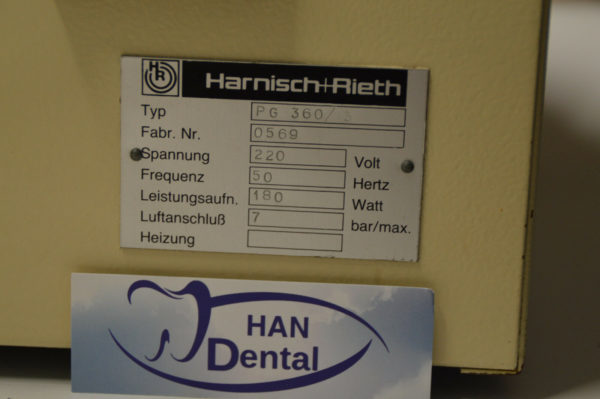 HR Harnisch+Rieth
Typ PG 360/
Fabr. Nr. 0569
Spannung 220 Volt
Frequenz 50 Hertz
Leistungsaufn. 180 Watt
Luftanschluß 7 bar/max.
Heizung
HAN
Dental